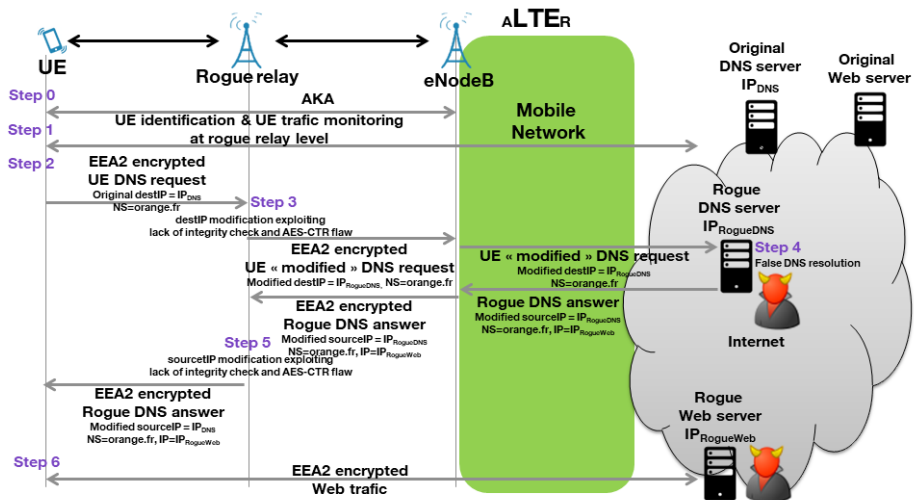 ALTER
UE
Rogue relay
eNodeB
Original
DNS server
IPDNS
Original
Web server
Step 0
AKA
Mobile
Network
UE identification & UE trafic monitoring
at rogue relay level
Step 1
Step 2
EEA2 encrypted
UE DNS request
Original destIP = IPDNS
NS=orange.fr
Step 3
destIP modification exploiting
lack of integrity check and AES-CTR flaw
EEA2 encrypted
UE « modified » DNS request
Modified destIP = IPRogueDNS, NS=orange.fr
UE « modified » DNS request
Modified destIP = IPRogueDNS
NS=orange.fr
Rogue
DNS server
IPRogueDNS
Step 4
False DNS resolution
Internet
Rogue DNS answer
Modified sourceIP = IPRogueDNS
NS=orange.fr, IP=IPRogueWeb
EEA2 encrypted
Rogue DNS answer
Modified sourceIP = IPRogueDNS
NS=orange.fr, IP=IPRogueWeb
Step 5
sourceIP modification exploiting
lack of integrity check and AES-CTR flaw
EEA2 encrypted
Rogue DNS answer
Modified sourceIP = IPDNS
NS=orange.fr, IP=IPRogueWeb
Rogue
Web server
IPRogueWeb
Step 6
EEA2 encrypted
Web trafic